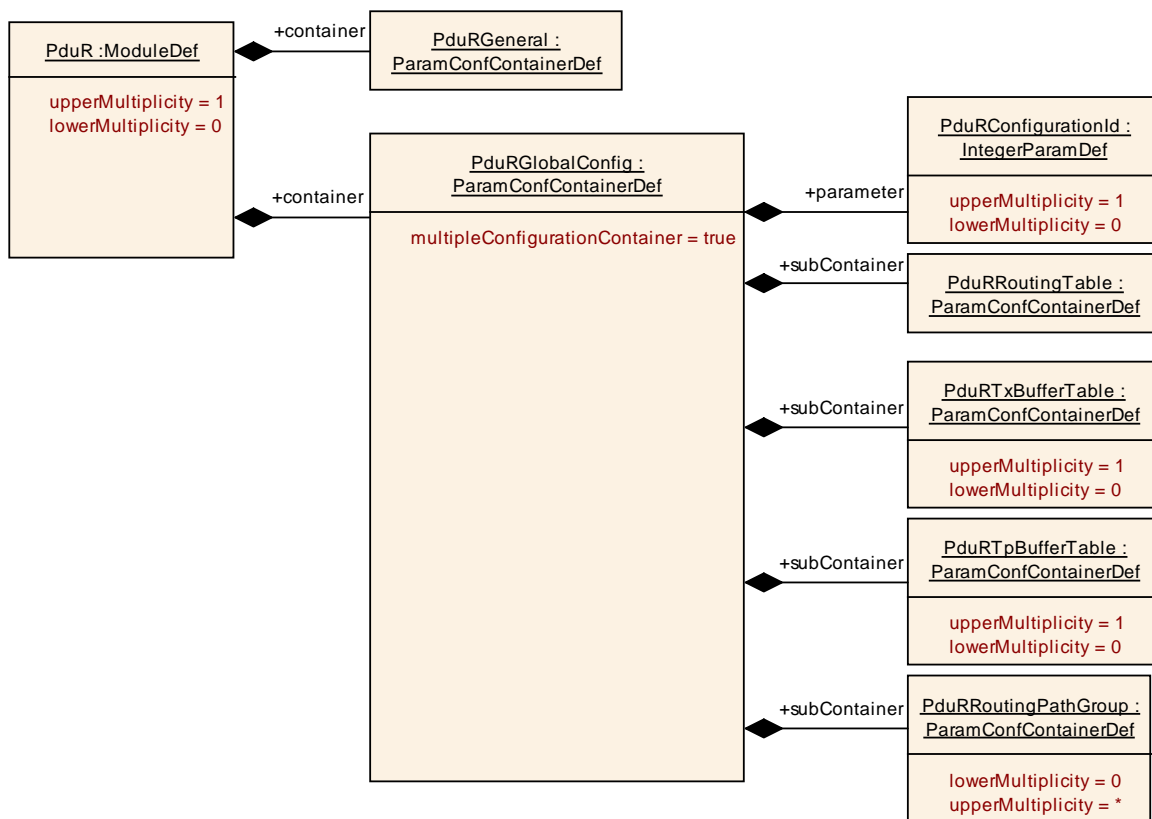 PduR :ModuleDef
upperMultiplicity = 1
lowerMultiplicity = 0
+container
PduRGeneral :
ParamConfContainerDef
+container
PduRGlobalConfig :
ParamConfContainerDef
multipleConfigurationContainer = true
+parameter
PduRConfigurationId :
IntegerParamDef
upperMultiplicity = 1
lowerMultiplicity = 0
+subContainer
PduRRoutingTable :
ParamConfContainerDef
+subContainer
PduRTxBufferTable :
ParamConfContainerDef
upperMultiplicity = 1
lowerMultiplicity = 0
+subContainer
PduRTpBufferTable :
ParamConfContainerDef
upperMultiplicity = 1
lowerMultiplicity = 0
+subContainer
PduRRoutingPathGroup :
ParamConfContainerDef
lowerMultiplicity = 0
upperMultiplicity = *